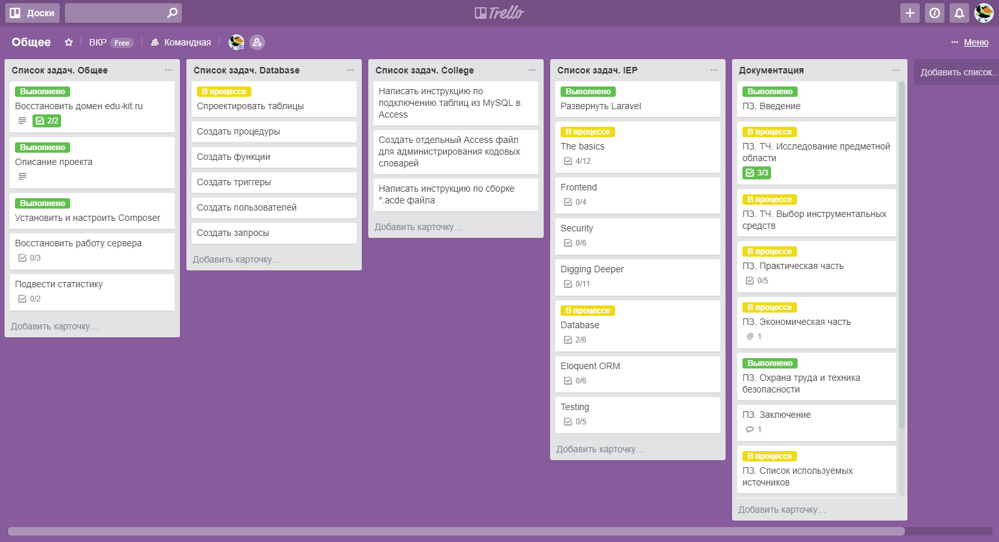 Доски
Trello
Общее
ВКР Free
Командная
Меню
Список задач. Общее
Выполнено
Восстановить домен edu-kit.ru
2/2
Выполнено
Описание проекта
Выполнено
Установить и настроить Composer
Восстановить работу сервера
0/3
Подвести статистику
0/2
Добавить карточку…
Список задач. Database
В процессе
Спроектировать таблицы
Создать процедуры
Создать функции
Создать триггеры
Создать пользователей
Создать запросы
Добавить карточку…
Список задач. College
Написать инструкцию по
подключению таблиц из MySQL в
Access
Создать отдельный Access файл
для администрирования кодовых
словарей
Написать инструкцию по сборке
*.acde файла
Добавить карточку…
Список задач. IEP
Выполнено
Развернуть Laravel
В процессе
The basics
4/12
Frontend
0/4
Security
0/6
Digging Deeper
0/11
В процессе
Database
2/6
Eloquent ORM
0/6
Testing
0/5
Добавить карточку…
Документация
Выполнено
ПЗ. Введение
В процессе
ПЗ. ТЧ. Исследование предметной
области
3/3
В процессе
ПЗ. ТЧ. Выбор инструментальных
средств
В процессе
ПЗ. Практическая часть
0/5
В процессе
ПЗ. Экономическая часть
1
Выполнено
ПЗ. Охрана труда и техника
безопасности
ПЗ. Заключение
1
В процессе
ПЗ. Список используемых
источников
Добавить карточку…
Добавить список…